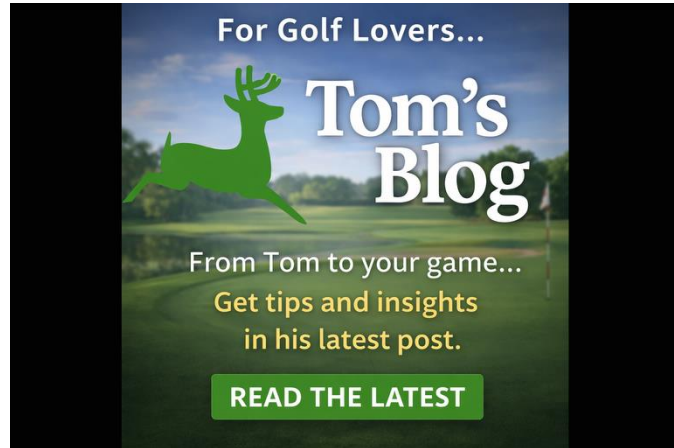 For Golf Lovers...
Tom’s
Blog
From Tom to your game...
Get tips and insights
in his latest post.
READ THE LATEST